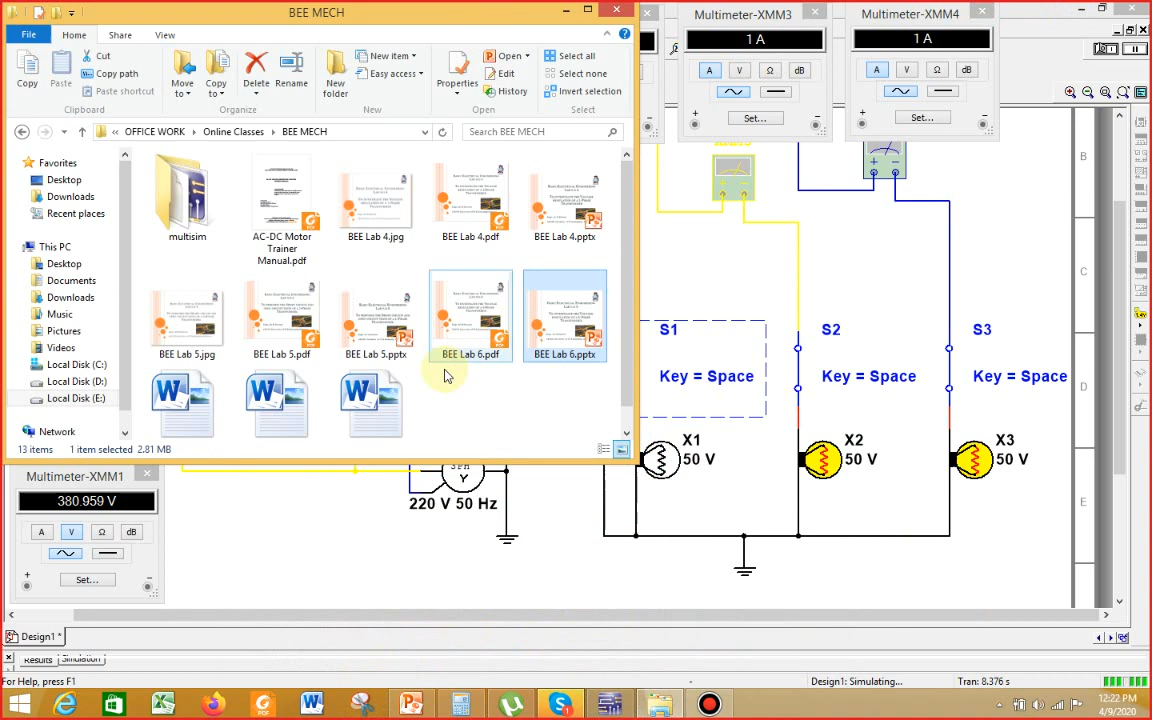 BEE MECH
File
Home
Share
View
Copy
Paste
Cut
Copy path
Paste shortcut
Clipboard
Move to
Copy to
Delete
Rename
Organize
New folder
New item
Easy access
New
Properties
Open
Edit
History
Open
Select all
Select none
Invert selection
Select
« OFFICE WORK
Online Classes
BEE MECH
Search BEE MECH
Favorites
Desktop
Downloads
Recent places
This PC
Desktop
Documents
Downloads
Music
Pictures
Videos
Local Disk (C:)
Local Disk (D:)
Local Disk (E:)
Network
multisim
AC-DC Motor
Trainer
Manual.pdf
BEE Lab 4.jpg
BEE Lab 4.pdf
BEE Lab 4.pptx
BEE Lab 5.jpg
BEE Lab 5.pdf
BEE Lab 5.pptx
BEE Lab 6.pdf
BEE Lab 6.pptx
13 items
1 item selected 2.81 MB
Multimeter-XMM3
1 A
A
V
Ω
dB
Set...
+
−
Multimeter-XMM4
1 A
A
V
Ω
dB
Set...
+
−
B
C
D
E
S1
Key = Space
S2
Key = Space
S3
Key = Space
X1
50 V
X2
50 V
X3
50 V
3PH
Y
220 V 50 Hz
Multimeter-XMM1
380.959 V
A
V
Ω
dB
Set...
+
−
Design1 *
Results
Simulation
For Help, press F1
-
Design1: Simulating...
Tran: 8.376 s
12:22 PM
4/9/2020